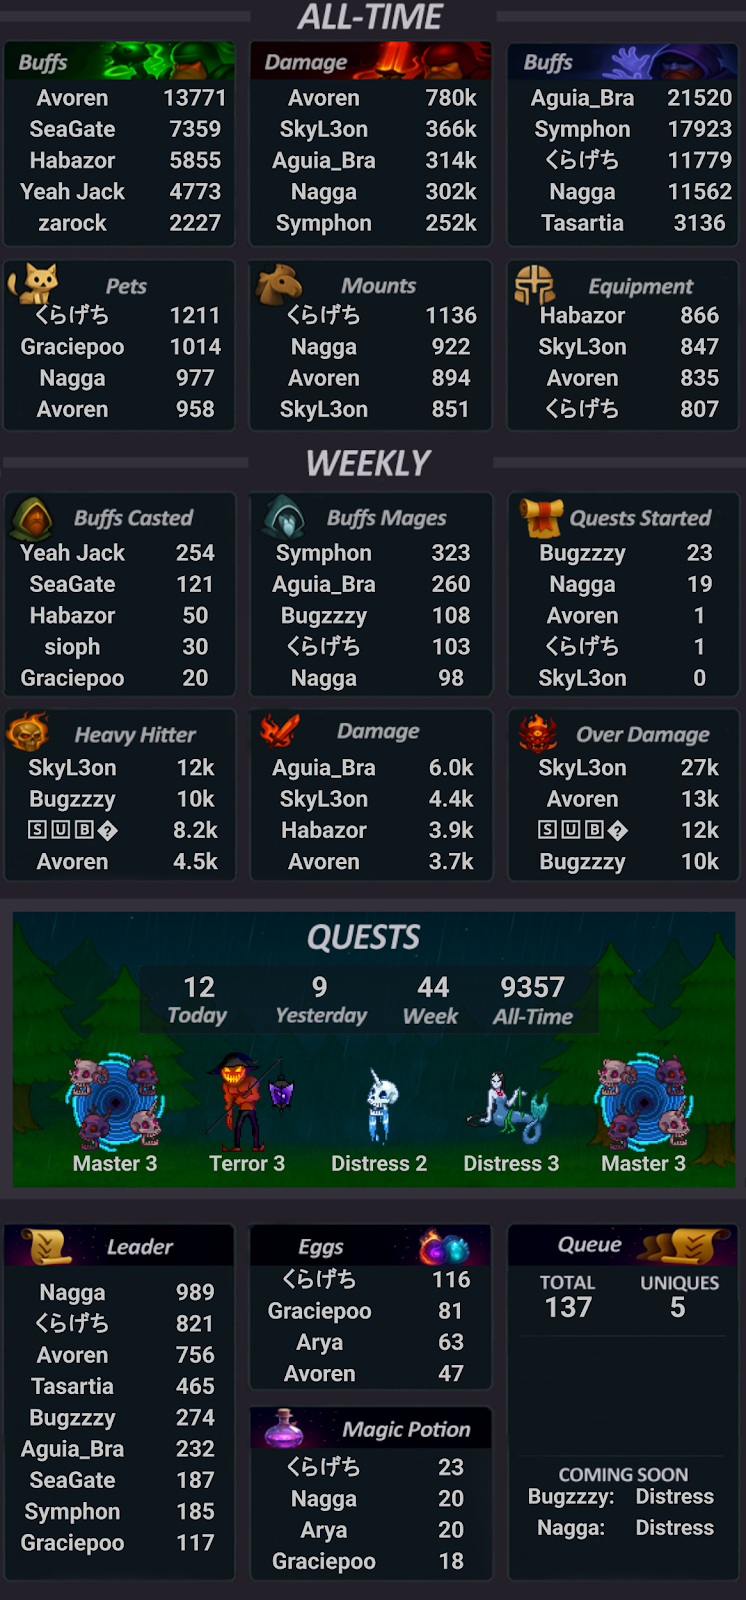 ALL-TIME
Buffs
Avoren 13771
SeaGate 7359
Habazor 5855
Yeah Jack 4773
zarock 2227
Damage
Avoren 780k
SkyL3on 366k
Aguia_Bra 314k
Nagga 302k
Symphon 252k
Buffs
Aguia_Bra 21520
Symphon 17923
くらげち 11779
Nagga 11562
Tasartia 3136
Pets
くらげち 1211
Graciepoo 1014
Nagga 977
Avoren 958
Mounts
くらげち 1136
Nagga 922
Avoren 894
SkyL3on 851
Equipment
Habazor 866
SkyL3on 847
Avoren 835
くらげち 807
WEEKLY
Buffs Casted
Yeah Jack 254
SeaGate 121
Habazor 50
sioph 30
Graciepoo 20
Buffs Mages
Symphon 323
Aguia_Bra 260
Bugzzzy 108
くらげち 103
Nagga 98
Quests Started
Bugzzzy 23
Nagga 19
Avoren 1
くらげち 1
SkyL3on 0
Heavy Hitter
SkyL3on 12k
Bugzzzy 10k
🅂🅄🄱� 8.2k
Avoren 4.5k
Damage
Aguia_Bra 6.0k
SkyL3on 4.4k
Habazor 3.9k
Avoren 3.7k
Over Damage
SkyL3on 27k
Avoren 13k
🅂🅄🄱� 12k
Bugzzzy 10k
QUESTS
12 9 44 9357
Today Yesterday Week All-Time
Master 3 Terror 3 Distress 2 Distress 3 Master 3
Leader
Nagga 989
くらげち 821
Avoren 756
Tasartia 465
Bugzzzy 274
Aguia_Bra 232
SeaGate 187
Symphon 185
Graciepoo 117
Eggs
くらげち 116
Graciepoo 81
Arya 63
Avoren 47
Magic Potion
くらげち 23
Nagga 20
Arya 20
Graciepoo 18
Queue
TOTAL UNIQUES
137 5
COMING SOON
Bugzzzy: Distress
Nagga: Distress